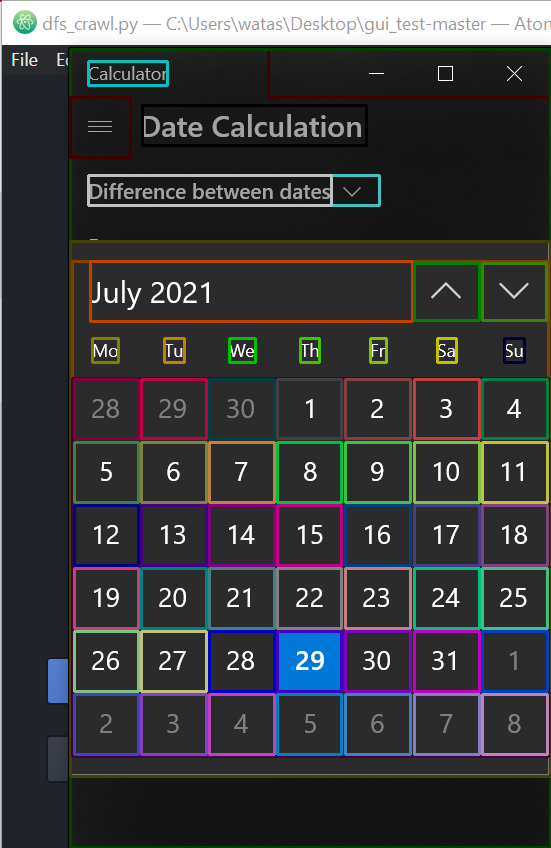 dfs_crawl.py — C:\Users\watas\Desktop\gui_test-master — Atom
File
Calculator
Date Calculation
Difference between dates
July 2021
Mo Tu We Th Fr Sa Su
28 29 30 1 2 3 4
5 6 7 8 9 10 11
12 13 14 15 16 17 18
19 20 21 22 23 24 25
26 27 28 29 30 31 1
2 3 4 5 6 7 8